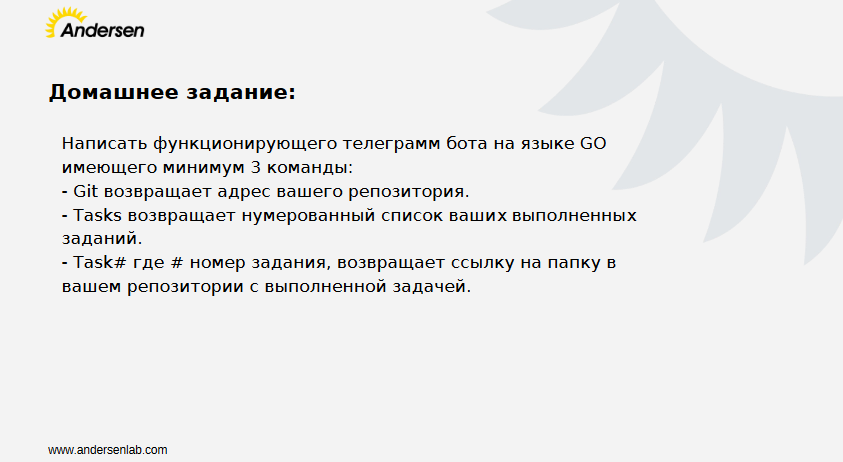 Andersen
Домашнее задание:
Написать функционирующего телеграмм бота на языке GO
имеющего минимум 3 команды:
- Git возвращает адрес вашего репозитория.
- Tasks возвращает нумерованный список ваших выполненных
заданий.
- Task# где # номер задания, возвращает ссылку на папку в
вашем репозитории с выполненной задачей.
www.andersenlab.com